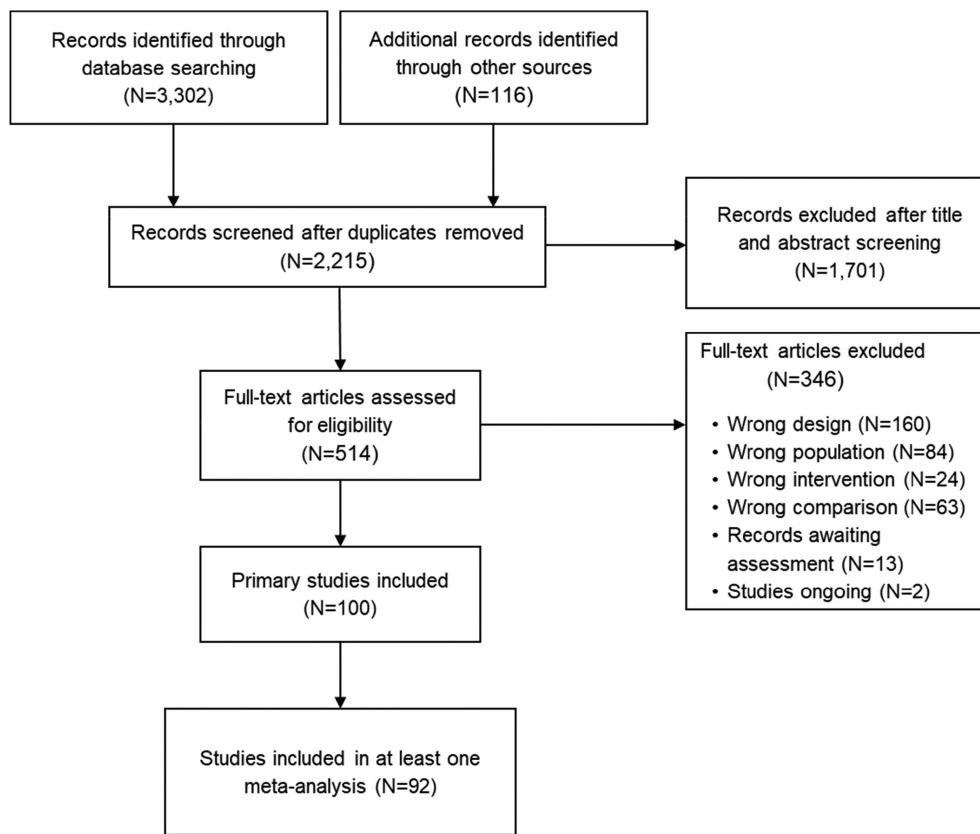 Records identified through
database searching
(N=3,302)
Additional records identified
through other sources
(N=116)
Records screened after duplicates removed
(N=2,215)
Records excluded after title
and abstract screening
(N=1,701)
Full-text articles assessed
for eligibility
(N=514)
Full-text articles excluded
(N=346)
• Wrong design (N=160)
• Wrong population (N=84)
• Wrong intervention (N=24)
• Wrong comparison (N=63)
• Records awaiting
assessment (N=13)
• Studies ongoing (N=2)
Primary studies included
(N=100)
Studies included in at least one
meta-analysis (N=92)